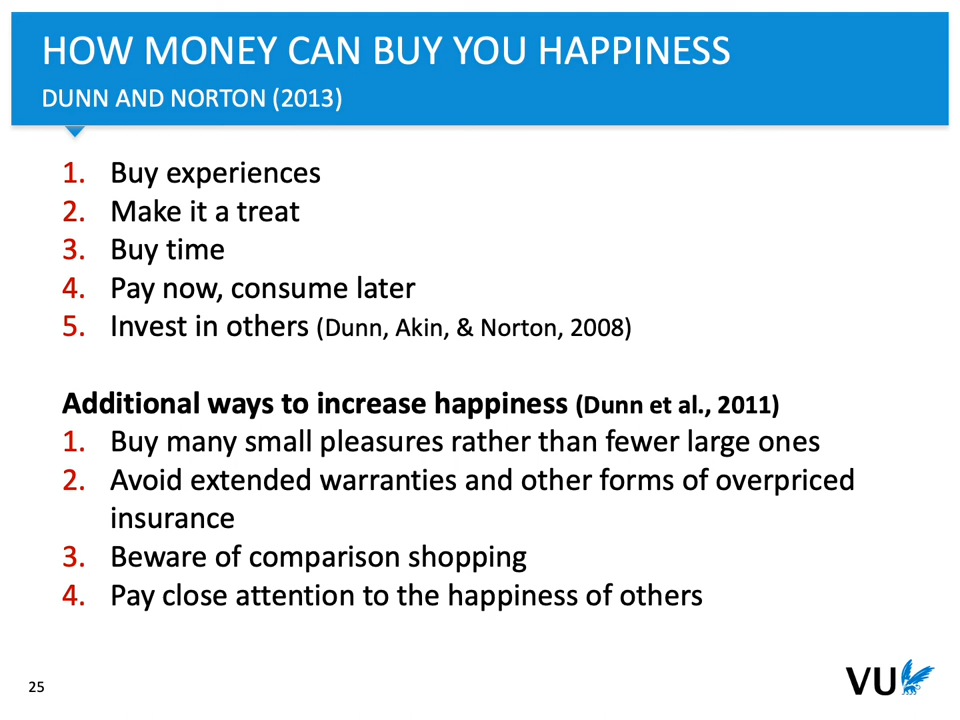 HOW MONEY CAN BUY YOU HAPPINESS
DUNN AND NORTON (2013)
1. Buy experiences
2. Make it a treat
3. Buy time
4. Pay now, consume later
5. Invest in others (Dunn, Akin, & Norton, 2008)
Additional ways to increase happiness (Dunn et al., 2011)
1. Buy many small pleasures rather than fewer large ones
2. Avoid extended warranties and other forms of overpriced
insurance
3. Beware of comparison shopping
4. Pay close attention to the happiness of others
25
VU